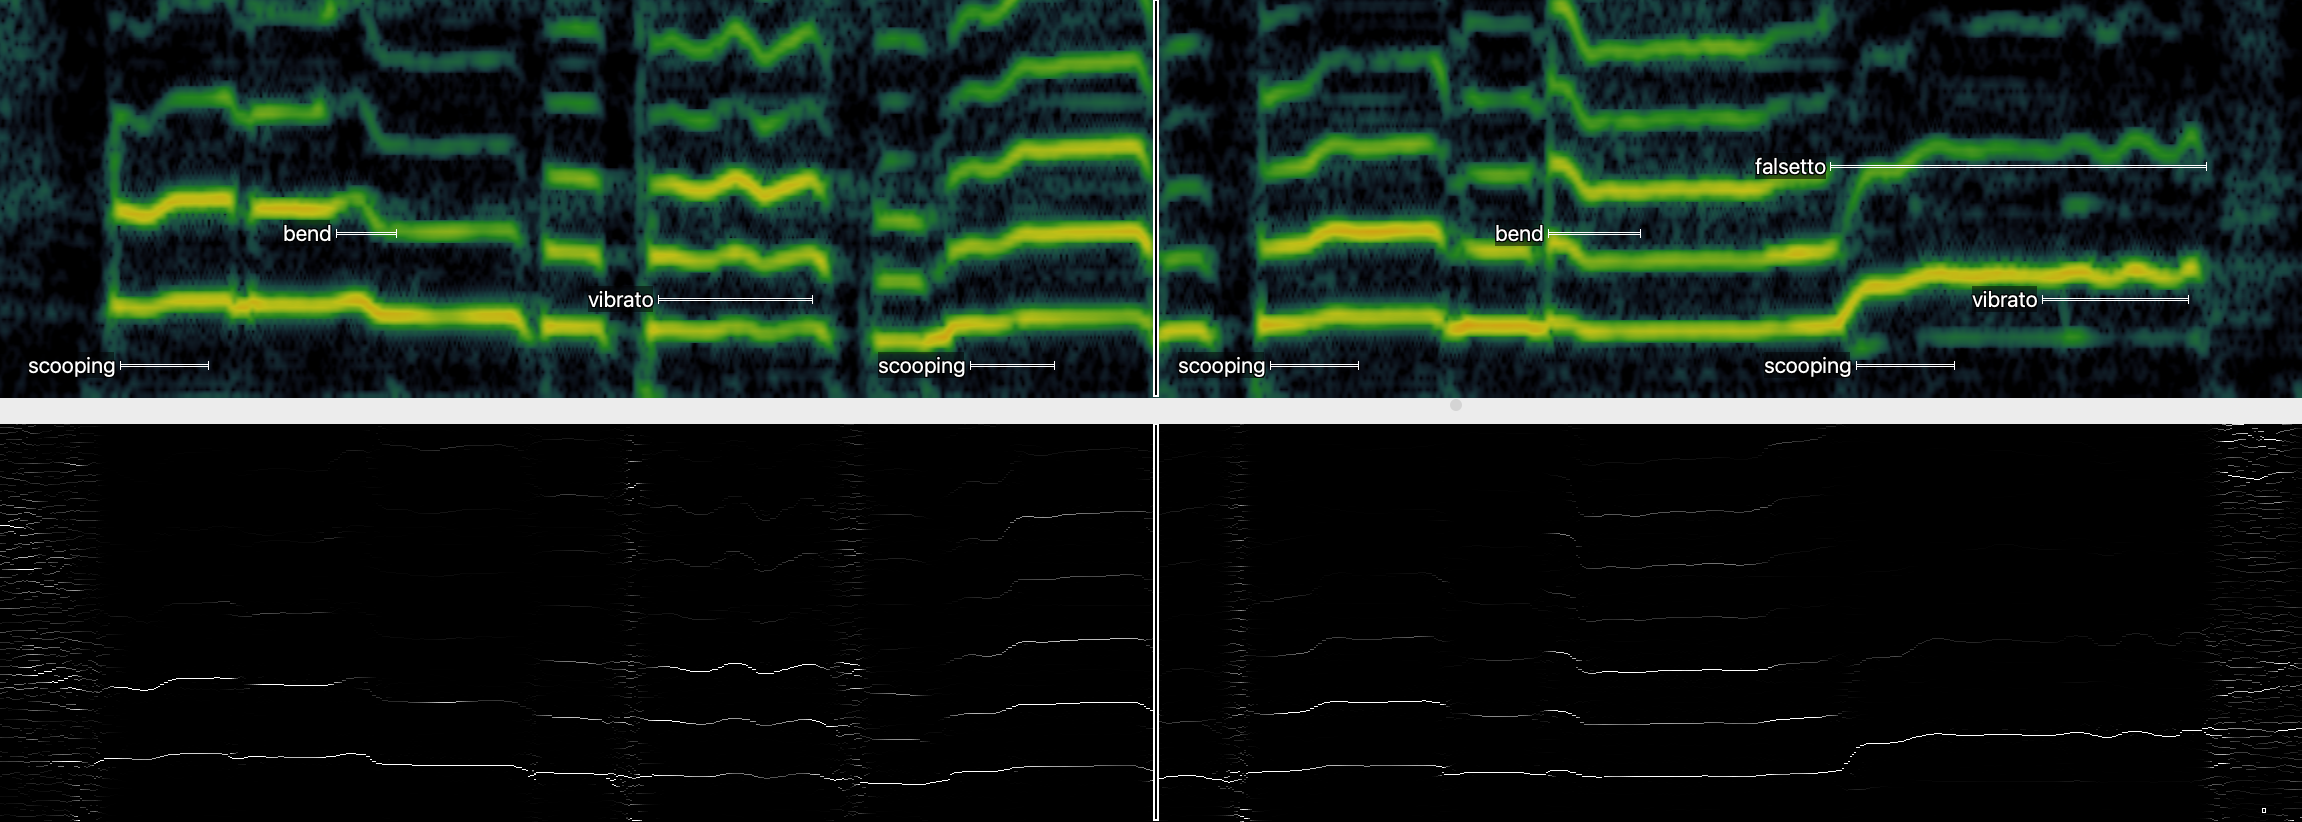 bend
vibrato
scooping
scooping
falsetto
bend
vibrato
scooping
scooping